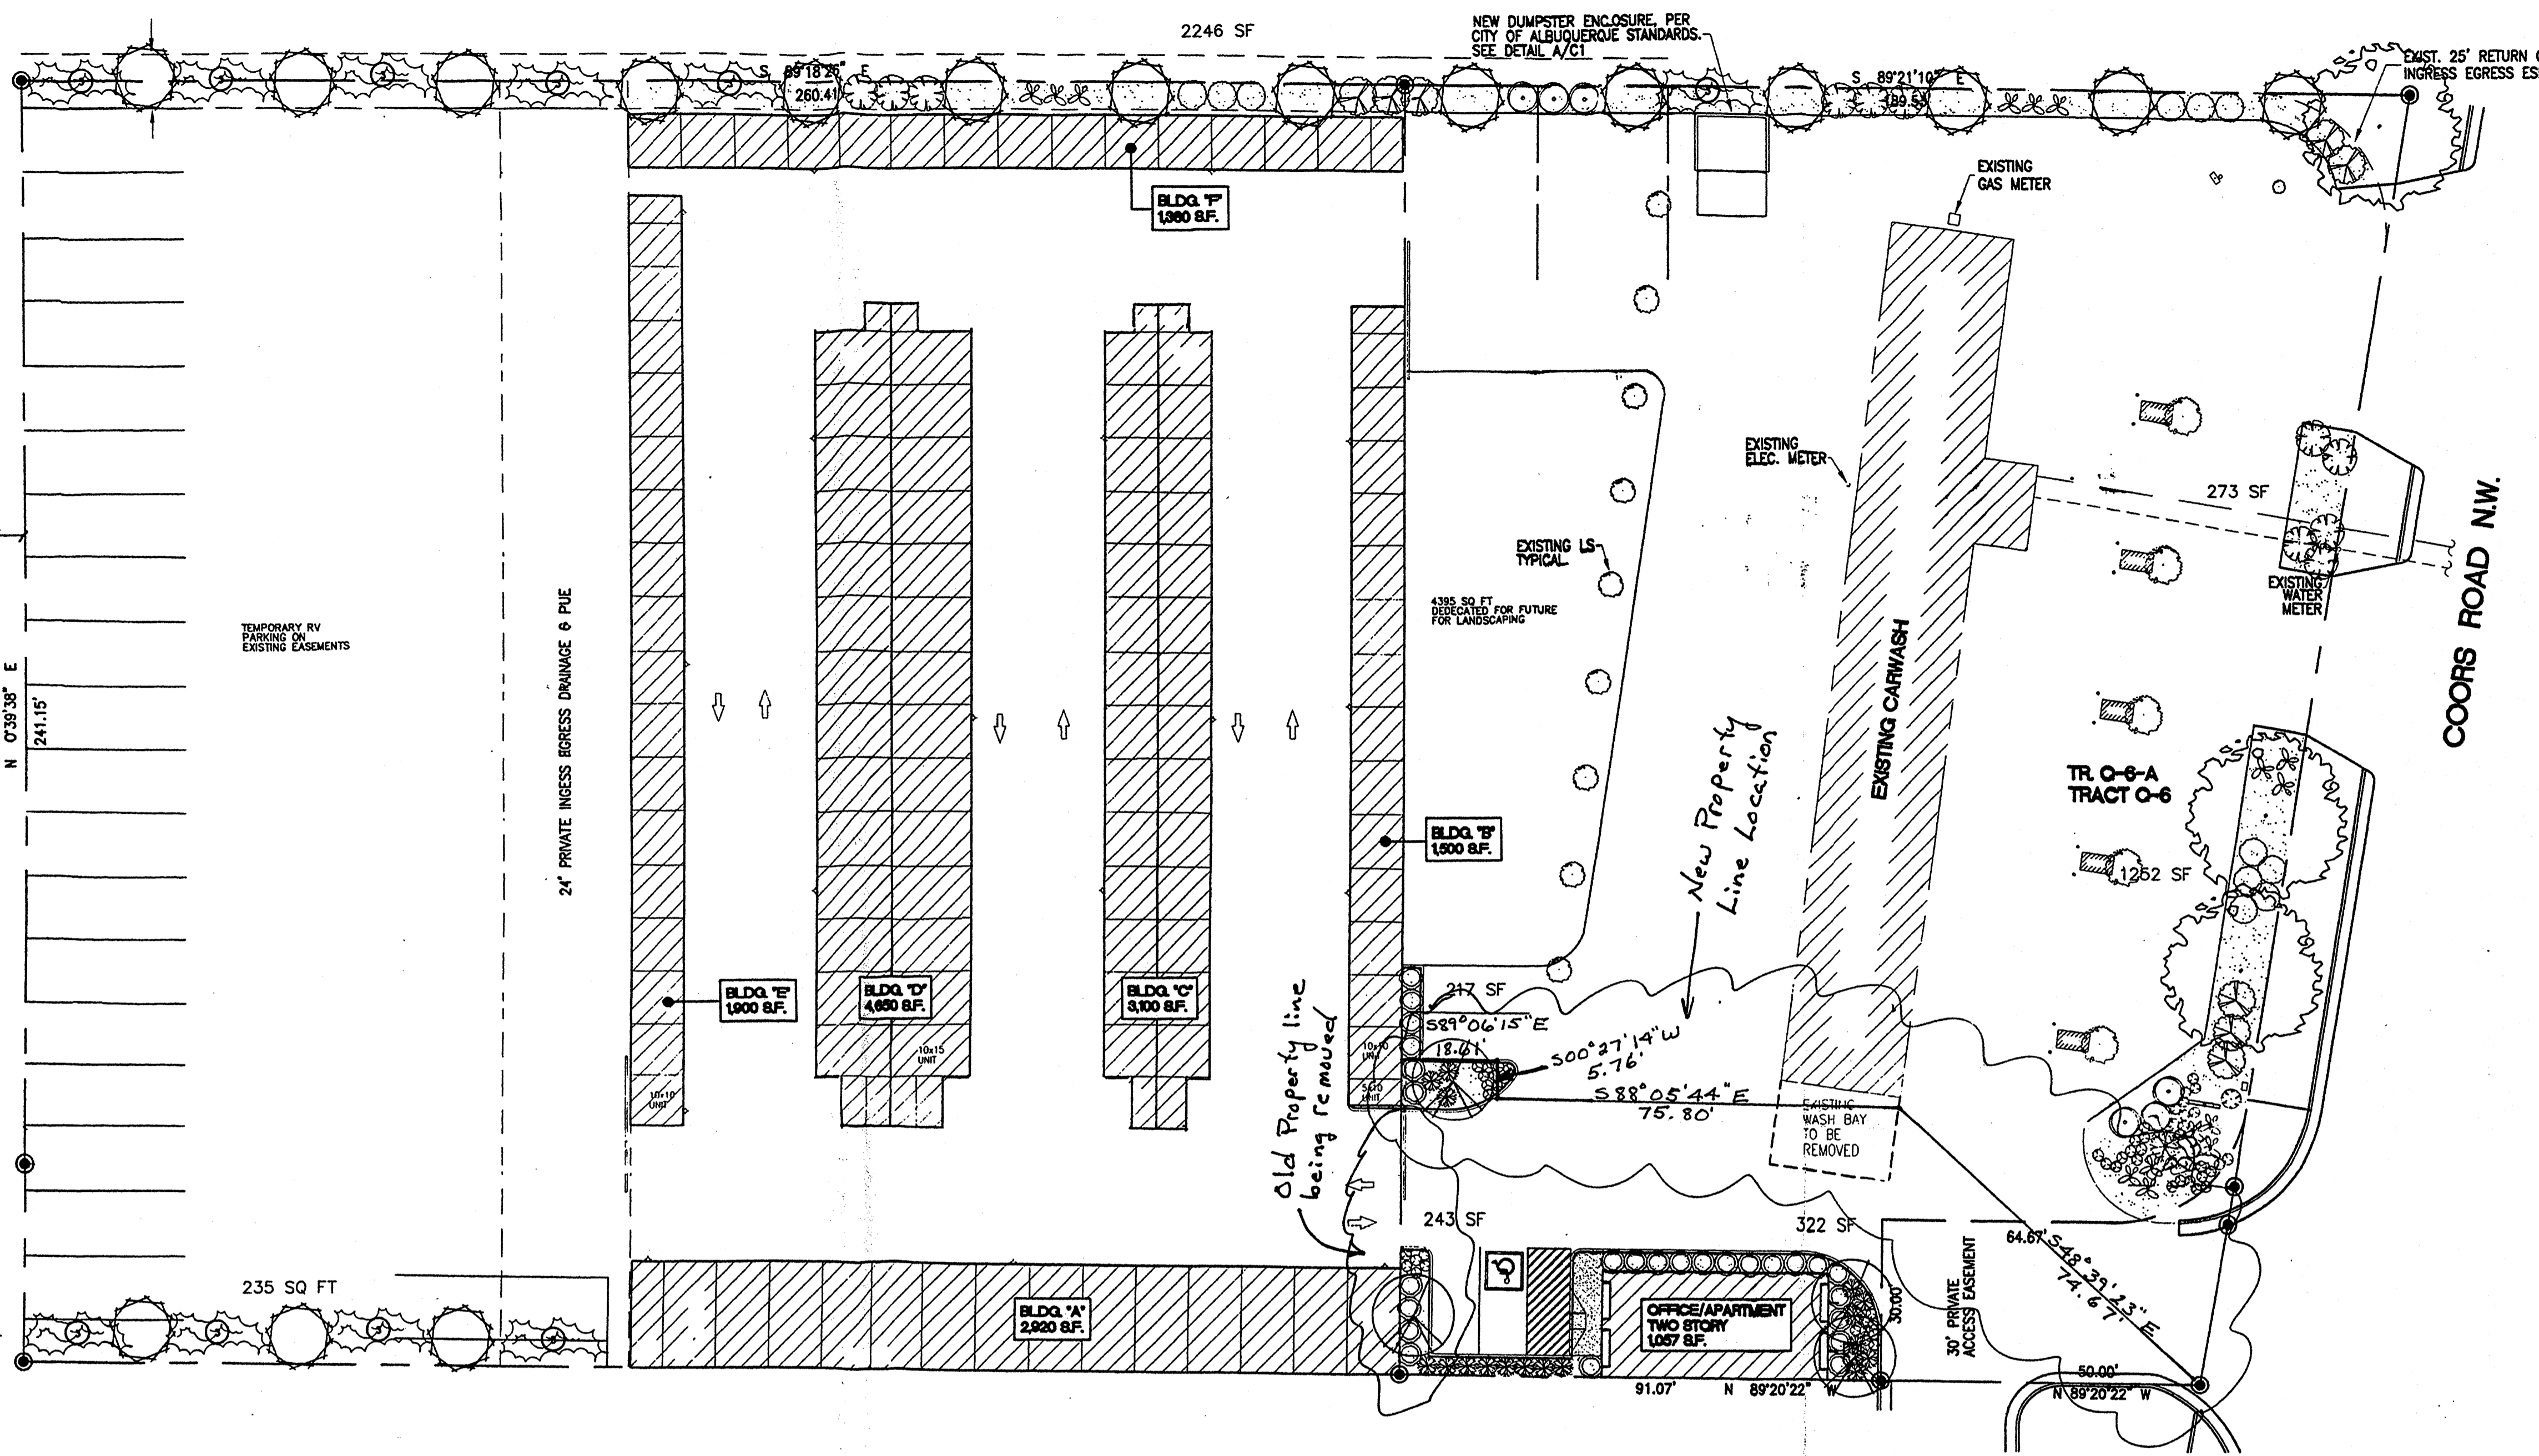 2246 SF
NEW DUMPSTER ENCLOSURE, PER
CITY OF ALBUQUERQUE STANDARDS.
SEE DETAIL A/C1
EXIST. 25' RETURN
INGRESS EGRESS
S 89°18'26" E
260.41
S 89°21'10" E
EXISTING
GAS METER
BLDG. "F"
1,360 S.F.
EXISTING
ELEC. METER
273 SF
EXISTING LS
TYPICAL
EXISTING
WATER
METER
COORS ROAD N.W.
4395 SQ FT
DEDECATED FOR FUTURE
FOR LANDSCAPING
TEMPORARY RV
PARKING ON
EXISTING EASEMENTS
24" PRIVATE INGESS EGRESS DRAINAGE & PUE
N 0°39'38" E
241.15'
EXISTING CARWASH
New Property
Line Location
TR. Q-6-A
TRACT Q-6
BLDG. "B"
1,500 S.F.
1252 SF
BLDG. "E"
1,900 S.F.
BLDG. "D"
4,650 S.F.
BLDG. "C"
3,100 S.F.
217 SF
S89°06'15"E
18.61'
S00°27'14"W
5.76'
S88°05'44"E
75.80'
10x15
UNIT
10x10
UNIT
10x10
UNIT
5x10
UNIT
EXISTING
WASH BAY
TO BE
REMOVED
Old Property line
being removed
243 SF
322 SF
64.67'
S48°39'23"E
74.67'
30' PRIVATE
ACCESS EASEMENT
30.00'
235 SQ FT
BLDG. "A"
2,920 S.F.
OFFICE/APARTMENT
TWO STORY
1,057 S.F.
91.07' N 89°20'22" W
50.00'
N 89°20'22" W